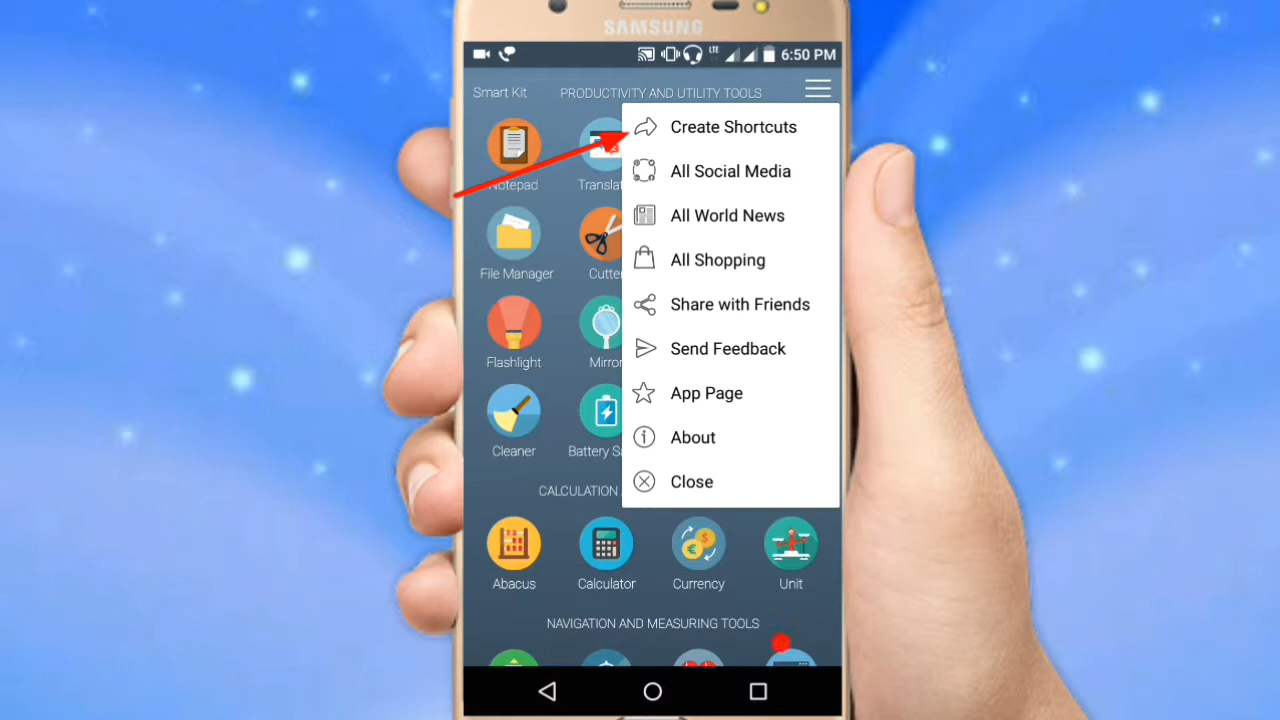 SAMSUNG
LTE 6:50 PM
Smart Kit PRODUCTIVITY AND UTILITY TOOLS
Create Shortcuts
All Social Media
All World News
All Shopping
Share with Friends
Send Feedback
App Page
About
Close
Notepad Translat
File Manager Cutte
Flashlight Mirror
Cleaner Battery Sa
CALCULATION
Abacus Calculator Currency Unit
NAVIGATION AND MEASURING TOOLS